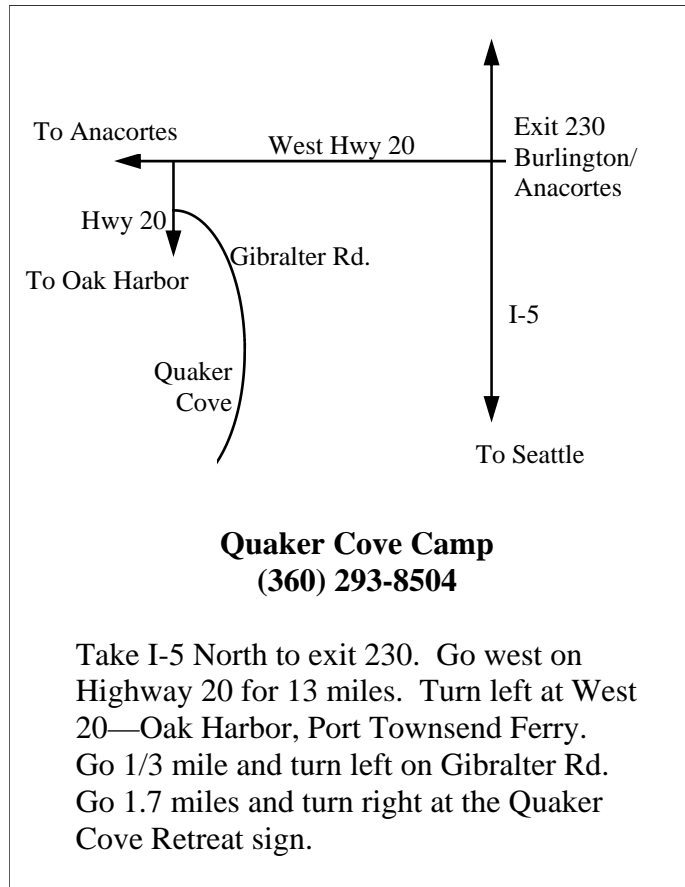 To Anacortes
West Hwy 20
Exit 230
Burlington/
Anacortes
Hwy 20
Gibralter Rd.
To Oak Harbor
I-5
Quaker
Cove
To Seattle
Quaker Cove Camp
(360) 293-8504
Take I-5 North to exit 230.  Go west on
Highway 20 for 13 miles.  Turn left at West
20—Oak Harbor, Port Townsend Ferry.
Go 1/3 mile and turn left on Gibralter Rd.
Go 1.7 miles and turn right at the Quaker
Cove Retreat sign.